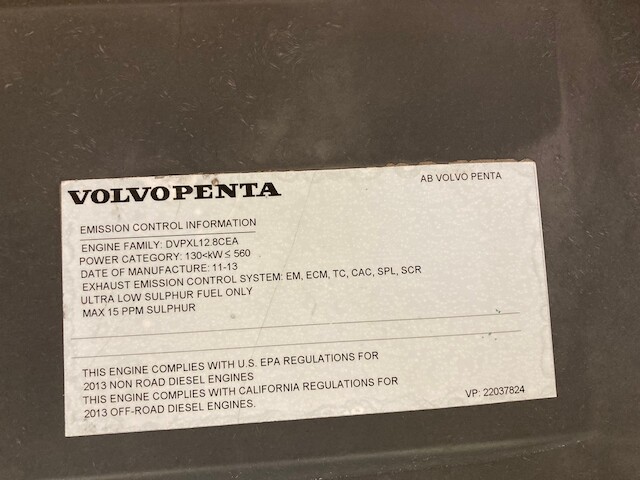 VOLVO PENTA
AB VOLVO PENTA
EMISSION CONTROL INFORMATION
ENGINE FAMILY: DVPXL12.8CEA
POWER CATEGORY: 130<kW≤ 560
DATE OF MANUFACTURE: 11-13
EXHAUST EMISSION CONTROL SYSTEM: EM, ECM, TC, CAC, SPL, SCR
ULTRA LOW SULPHUR FUEL ONLY
MAX 15 PPM SULPHUR
THIS ENGINE COMPLIES WITH U.S. EPA REGULATIONS FOR
2013 NON ROAD DIESEL ENGINES
THIS ENGINE COMPLIES WITH CALIFORNIA REGULATIONS FOR
2013 OFF-ROAD DIESEL ENGINES.
VP: 22037824